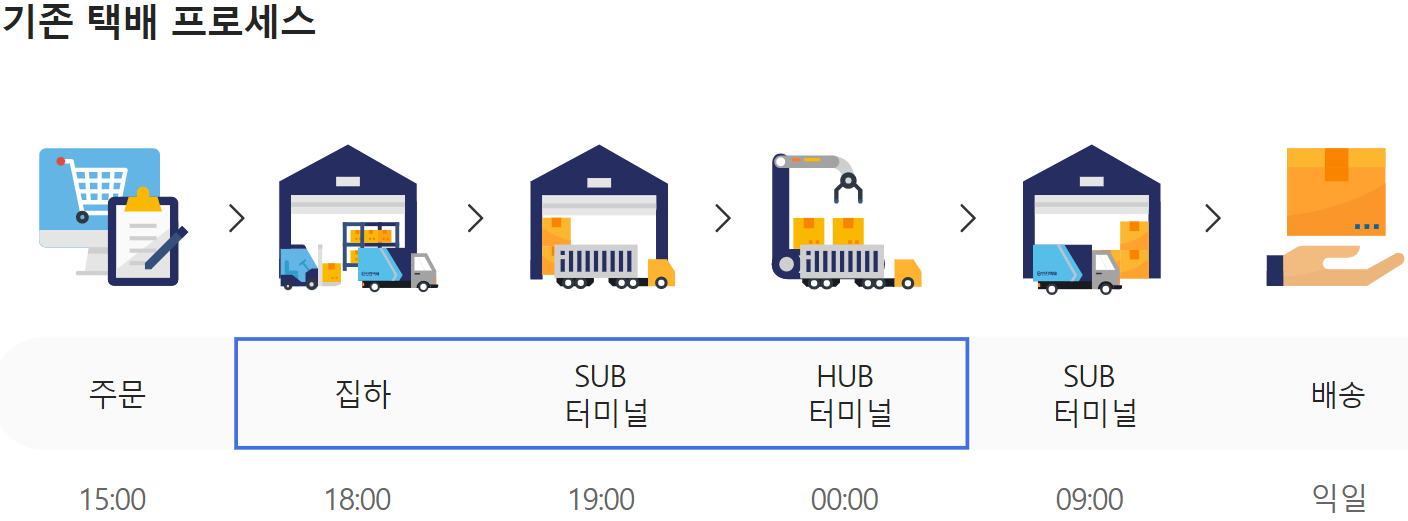 기존 택배 프로세스
주문
집하
SUB
터미널
HUB
터미널
SUB
터미널
배송
15:00
18:00
19:00
00:00
09:00
익일